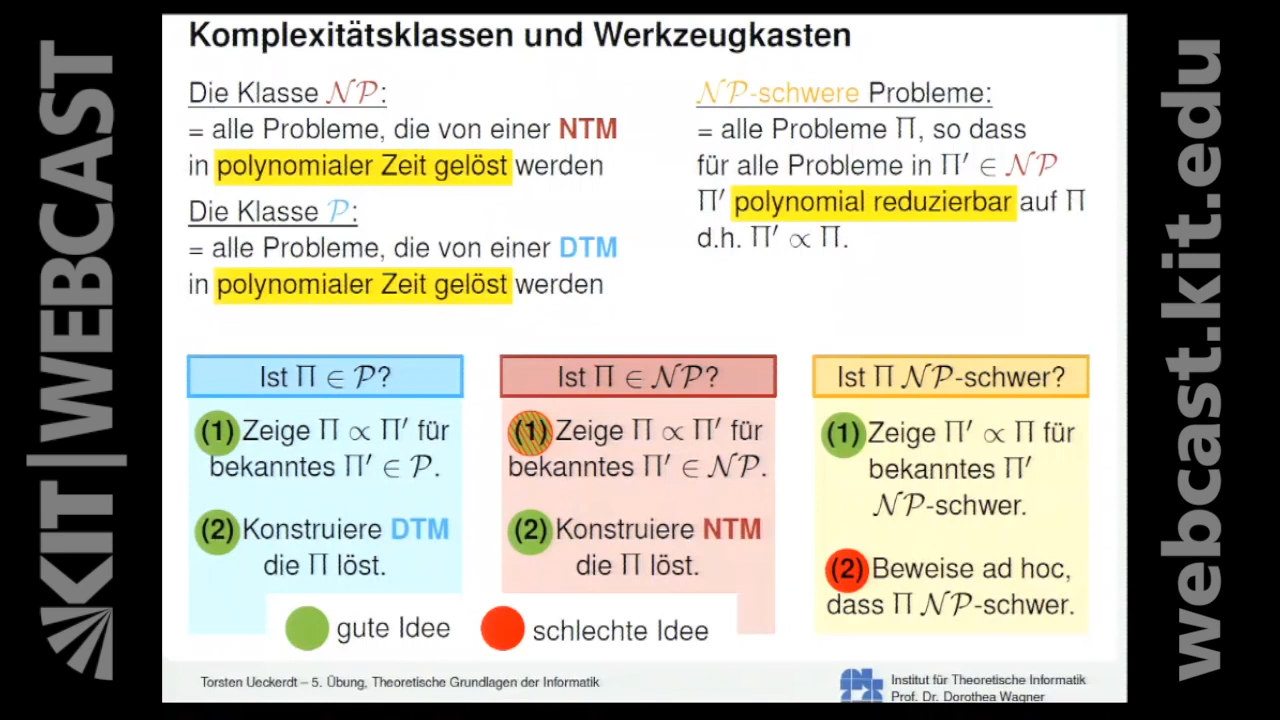 Komplexitätsklassen und Werkzeugkasten
Die Klasse 𝒩𝒫:
= alle Probleme, die von einer NTM
in polynomialer Zeit gelöst werden
Die Klasse 𝒫:
= alle Probleme, die von einer DTM
in polynomialer Zeit gelöst werden
𝒩𝒫-schwere Probleme:
= alle Probleme Π, so dass
für alle Probleme in Π′ ∈ 𝒩𝒫
Π′ polynomial reduzierbar auf Π
d.h. Π′ ∝ Π.
Ist Π ∈ 𝒫?
(1) Zeige Π ∝ Π′ für
bekanntes Π′ ∈ 𝒫.
(2) Konstruiere DTM
die Π löst.
Ist Π ∈ 𝒩𝒫?
(1) Zeige Π ∝ Π′ für
bekanntes Π′ ∈ 𝒩𝒫.
(2) Konstruiere NTM
die Π löst.
Ist Π 𝒩𝒫-schwer?
(1) Zeige Π′ ∝ Π für
bekanntes Π′
𝒩𝒫-schwer.
(2) Beweise ad hoc,
dass Π 𝒩𝒫-schwer.
gute Idee
schlechte Idee
Torsten Ueckerdt – 5. Übung, Theoretische Grundlagen der Informatik
Institut für Theoretische Informatik
Prof. Dr. Dorothea Wagner
KIT | WEBCAST
webcast.kit.edu